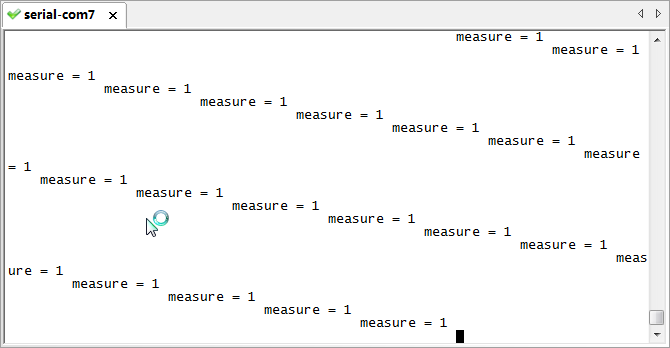 serial-com7
measure = 1
measure = 1
measure = 1
measure = 1
measure = 1
measure = 1
measure = 1
measure = 1
measure
= 1
measure = 1
measure = 1
measure = 1
measure = 1
measure = 1
measure = 1
meas
ure = 1
measure = 1
measure = 1
measure = 1
measure = 1